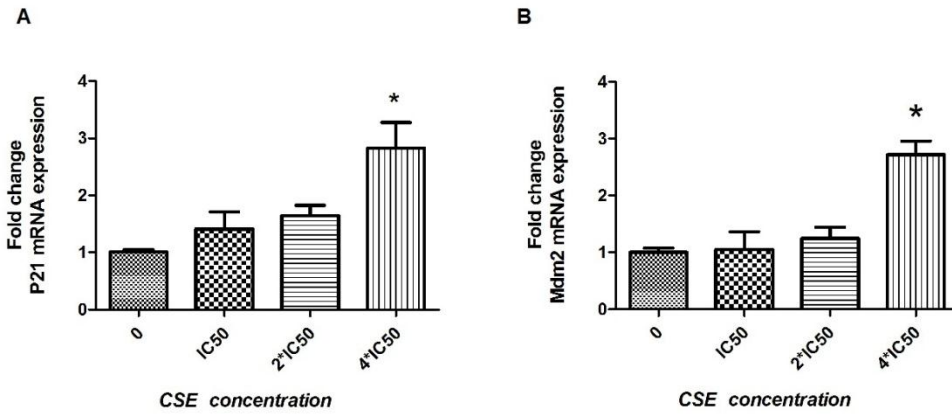 A
Fold change
P21 mRNA expression
4
3
2
1
0
*
0
IC50
2*IC50
4*IC50
CSE concentration
B
Fold change
Mdm2 mRNA expression
4
3
2
1
0
*
0
IC50
2*IC50
4*IC50
CSE concentration